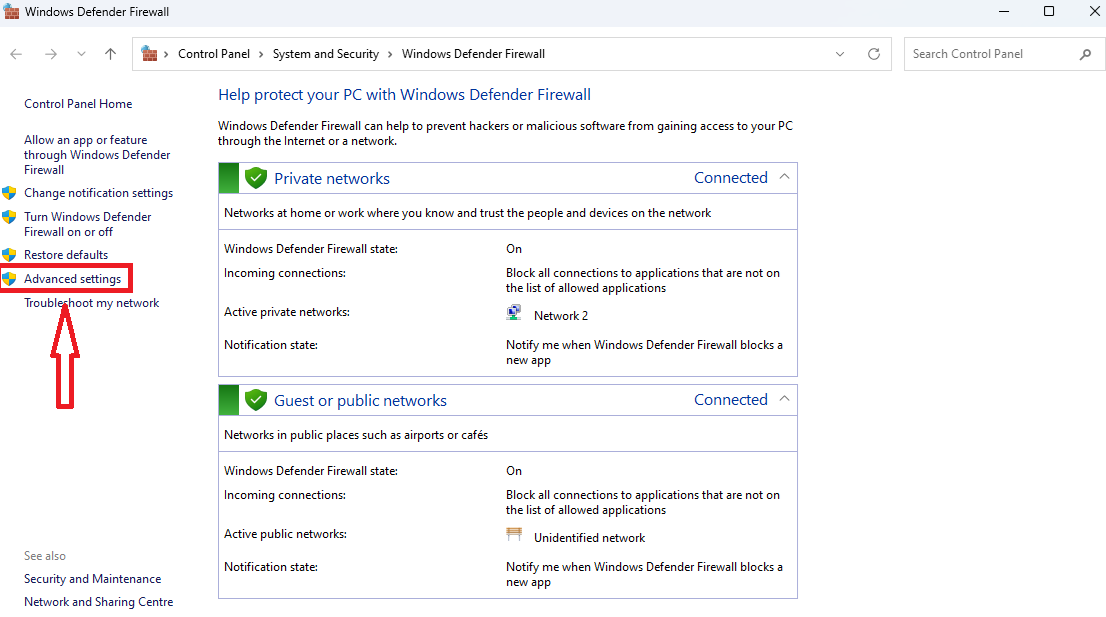 Windows Defender Firewall
Control Panel > System and Security > Windows Defender Firewall
Search Control Panel
Control Panel Home
Allow an app or feature
through Windows Defender
Firewall
Change notification settings
Turn Windows Defender
Firewall on or off
Restore defaults
Advanced settings
Troubleshoot my network
See also
Security and Maintenance
Network and Sharing Centre
Help protect your PC with Windows Defender Firewall
Windows Defender Firewall can help to prevent hackers or malicious software from gaining access to your PC
through the Internet or a network.
Private networks Connected
Networks at home or work where you know and trust the people and devices on the network
Windows Defender Firewall state: On
Incoming connections: Block all connections to applications that are not on
the list of allowed applications
Active private networks: Network 2
Notification state: Notify me when Windows Defender Firewall blocks a
new app
Guest or public networks Connected
Networks in public places such as airports or cafés
Windows Defender Firewall state: On
Incoming connections: Block all connections to applications that are not on
the list of allowed applications
Active public networks: Unidentified network
Notification state: Notify me when Windows Defender Firewall blocks a
new app